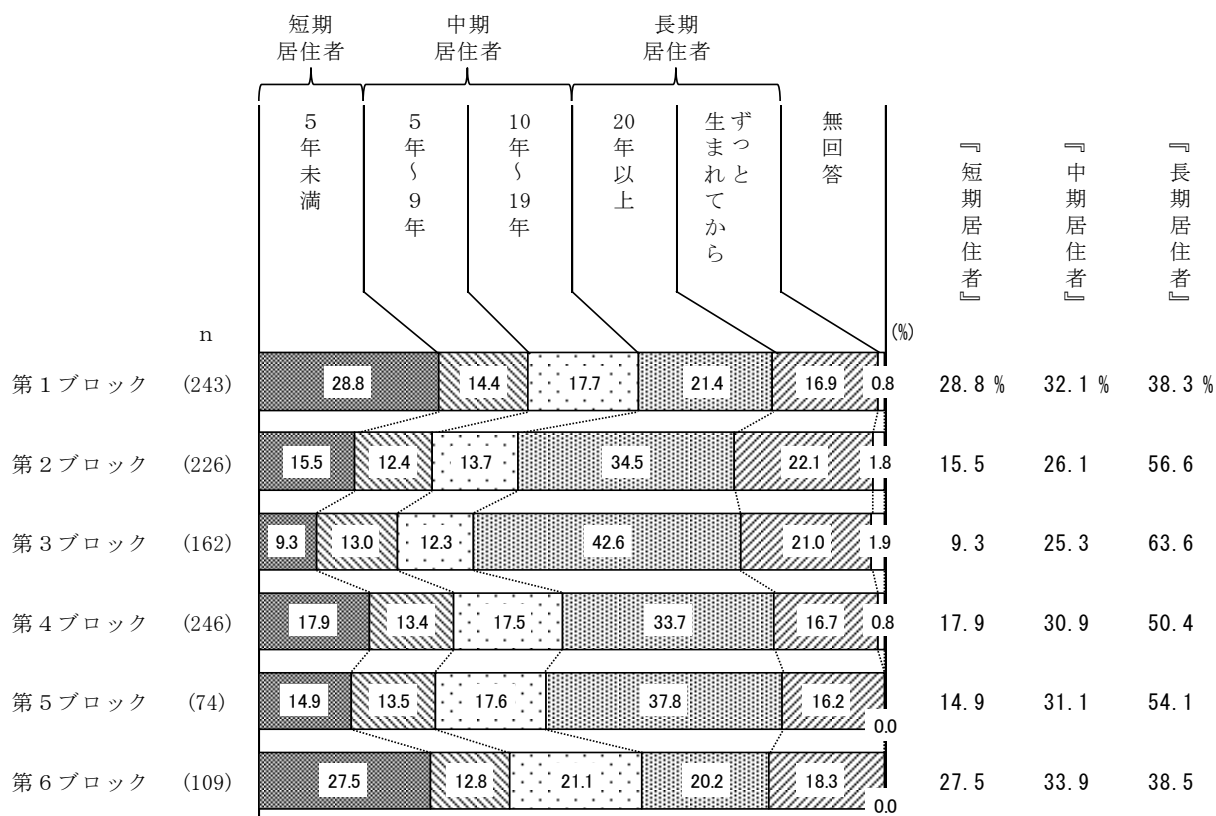 短期
居住者
中期
居住者
長期
居住者
5年未満
5年～9年
10年～19年
20年以上
生まれてから
ずっと
無回答
『短期居住者』
『中期居住者』
『長期居住者』
n
(%)
第1ブロック (243) 28.8 14.4 17.7 21.4 16.9 0.8 28.8 % 32.1 % 38.3 %
第2ブロック (226) 15.5 12.4 13.7 34.5 22.1 1.8 15.5 26.1 56.6
第3ブロック (162) 9.3 13.0 12.3 42.6 21.0 1.9 9.3 25.3 63.6
第4ブロック (246) 17.9 13.4 17.5 33.7 16.7 0.8 17.9 30.9 50.4
第5ブロック (74) 14.9 13.5 17.6 37.8 16.2 0.0 14.9 31.1 54.1
第6ブロック (109) 27.5 12.8 21.1 20.2 18.3 0.0 27.5 33.9 38.5